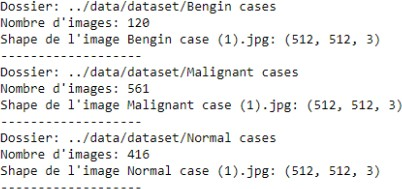 Dossier: ../data/dataset/Bengin cases
Nombre d'images: 120
Shape de l'image Bengin case (1).jpg: (512, 512, 3)
-------------------
Dossier: ../data/dataset/Malignant cases
Nombre d'images: 561
Shape de l'image Malignant case (1).jpg: (512, 512, 3)
-------------------
Dossier: ../data/dataset/Normal cases
Nombre d'images: 416
Shape de l'image Normal case (1).jpg: (512, 512, 3)
-------------------